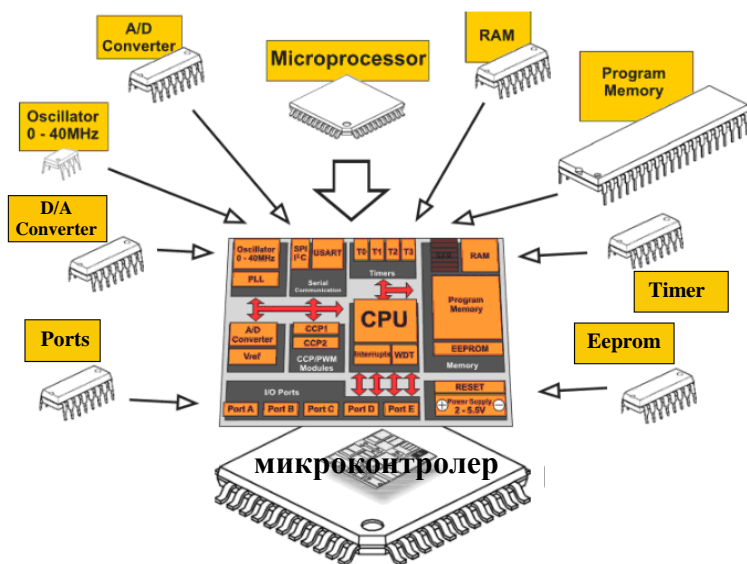 A/D
Converter
Microprocessor
RAM
Program
Memory
Oscillator
0 - 40MHz
D/A
Converter
Timer
Ports
Eeprom
Oscillator
0 - 40MHz
PLL
SPI
I²C
USART
Serial
Communication
T0 T1 T2 T3
Timers
SFR
RAM
Program
Memory
EEPROM
Memory
A/D
Converter
Vref
CCP1
CCP2
CCP/PWM
Modules
CPU
Interrupts
WDT
I/O Ports
Port A Port B Port C Port D Port E
RESET
Power Supply
2 - 5.5V
микроконтролер